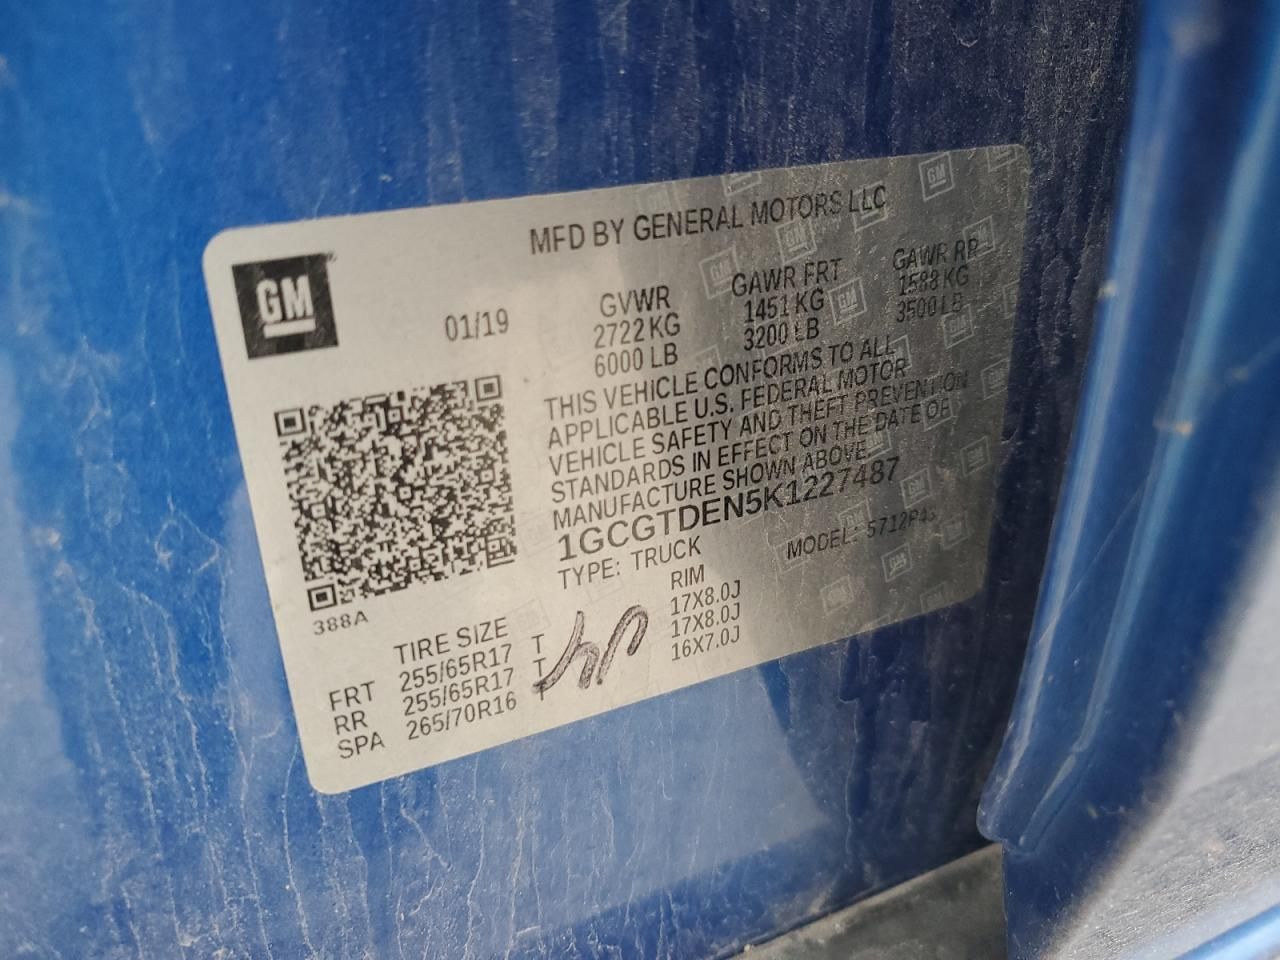 MFD BY GENERAL MOTORS LLC
GM
01/19
GVWR GAWR FRT GAWR RR
2722 KG 1451 KG 1588 KG
6000 LB 3200 LB 3500 LB
THIS VEHICLE CONFORMS TO ALL
APPLICABLE U.S. FEDERAL MOTOR
VEHICLE SAFETY AND THEFT PREVENTION
STANDARDS IN EFFECT ON THE DATE OF
MANUFACTURE SHOWN ABOVE.
1GCGTDEN5K1227487
TYPE: TRUCK MODEL:
388A
TIRE SIZE RIM
FRT 255/65R17 T 17X8.0J
RR 255/65R17 T 17X8.0J
SPA 265/70R16 T 16X7.0J